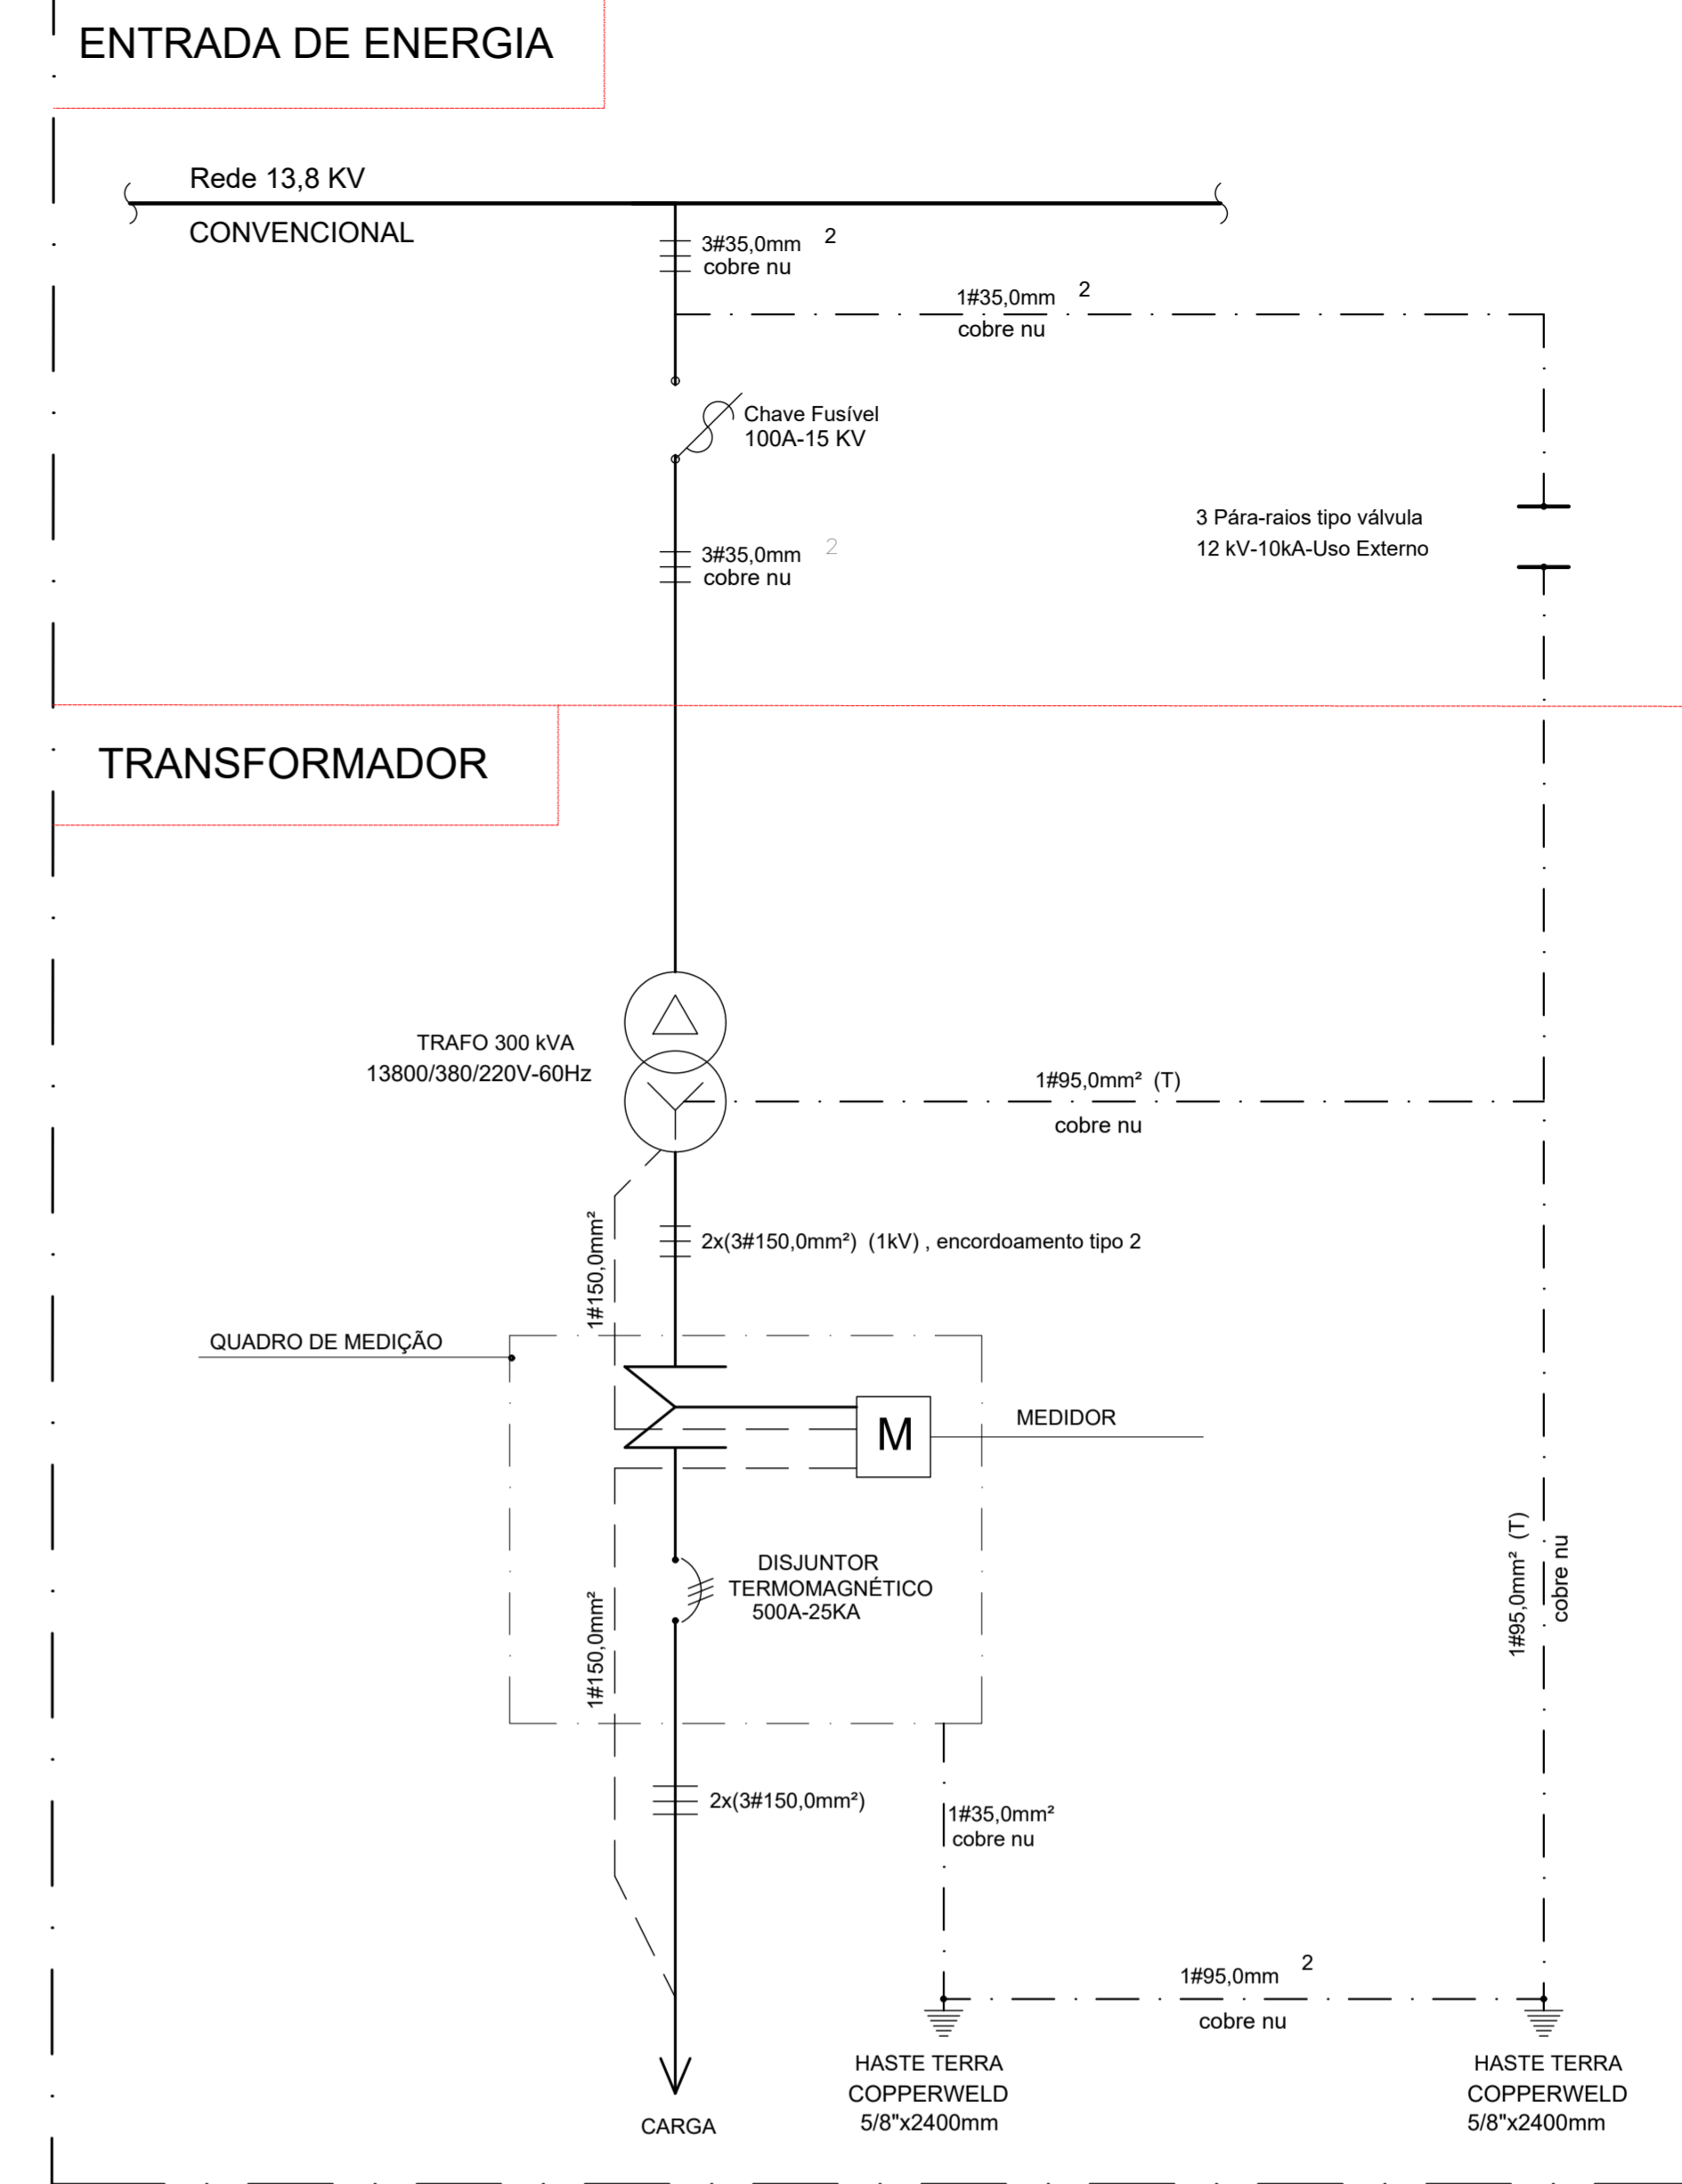 ENTRADA DE ENERGIA
Rede 13,8 KV
CONVENCIONAL
3#35,0mm 2
cobre nu
1#35,0mm 2
cobre nu
Chave Fusível
100A-15 KV
3 Pára-raios tipo válvula
12 kV-10kA-Uso Externo
3#35,0mm 2
cobre nu
TRANSFORMADOR
TRAFO 300 kVA
13800/380/220V-60Hz
1#95,0mm² (T)
cobre nu
1#150,0mm²
2x(3#150,0mm²) (1kV) , encordoamento tipo 2
QUADRO DE MEDIÇÃO
M
MEDIDOR
DISJUNTOR
TERMOMAGNÉTICO
500A-25KA
1#150,0mm²
1#95,0mm² (T)
cobre nu
2x(3#150,0mm²)
1#35,0mm²
cobre nu
1#95,0mm 2
cobre nu
HASTE TERRA
COPPERWELD
5/8"x2400mm
HASTE TERRA
COPPERWELD
5/8"x2400mm
CARGA